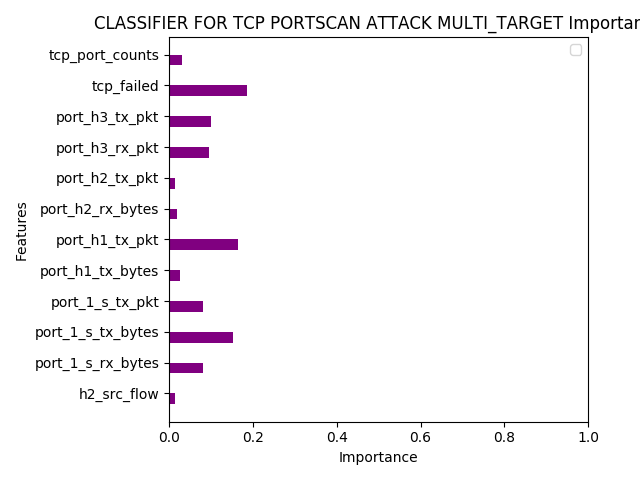 CLASSIFIER FOR TCP PORTSCAN ATTACK MULTI_TARGET Importan
tcp_port_counts
tcp_failed
port_h3_tx_pkt
port_h3_rx_pkt
port_h2_tx_pkt
port_h2_rx_bytes
port_h1_tx_pkt
port_h1_tx_bytes
port_1_s_tx_pkt
port_1_s_tx_bytes
port_1_s_rx_bytes
h2_src_flow
Features
0.0 0.2 0.4 0.6 0.8 1.0
Importance